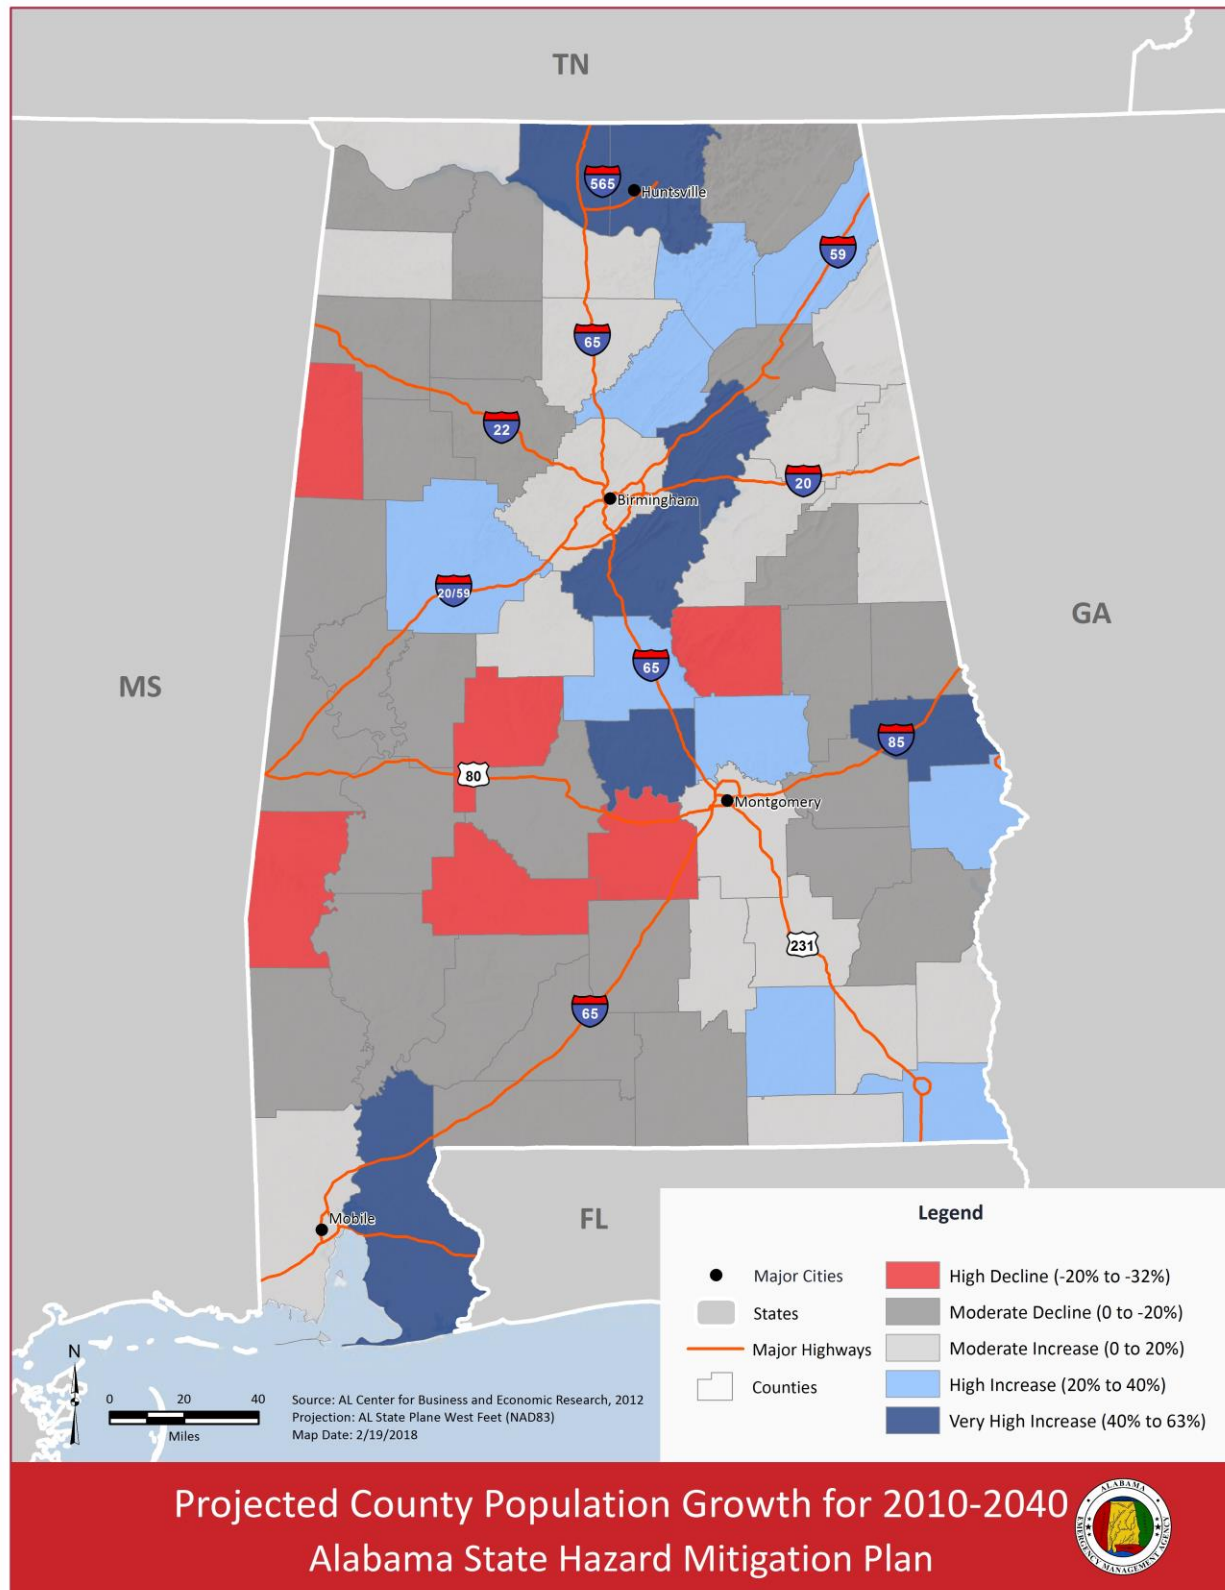 TN
565
Huntsville
59
65
22
20
Birmingham
20/59
GA
MS
65
85
80
Montgomery
231
65
Mobile
FL
Legend
Major Cities
States
Major Highways
Counties
High Decline (-20% to -32%)
Moderate Decline (0 to -20%)
Moderate Increase (0 to 20%)
High Increase (20% to 40%)
Very High Increase (40% to 63%)
N
0 20 40
Miles
Source: AL Center for Business and Economic Research, 2012
Projection: AL State Plane West Feet (NAD83)
Map Date: 2/19/2018
Projected County Population Growth for 2010-2040
Alabama State Hazard Mitigation Plan
ALABAMA
EMERGENCY MANAGEMENT AGENCY